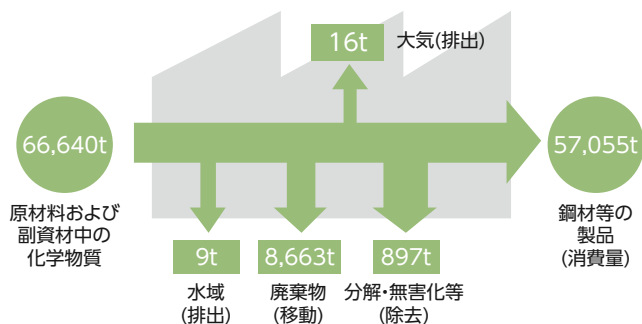 16t
大気(排出)
66,640t
原材料および
副資材中の
化学物質
57,055t
鋼材等の
製品
(消費量)
9t
水域
(排出)
8,663t
廃棄物
(移動)
897t
分解・無害化等
(除去)